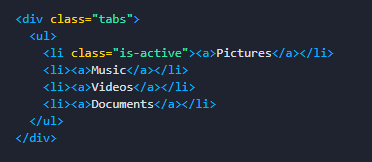 <div class="tabs">
  <ul>
    <li class="is-active"><a>Pictures</a></li>
    <li><a>Music</a></li>
    <li><a>Videos</a></li>
    <li><a>Documents</a></li>
  </ul>
</div>